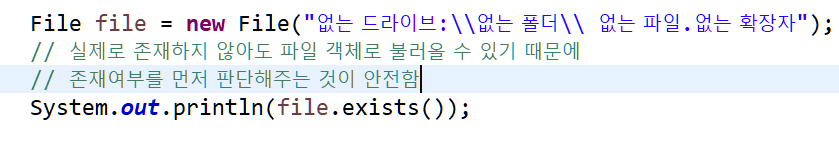 File file = new File("없는 드라이브:\\없는 폴더\\ 없는 파일.없는 확장자");
// 실제로 존재하지 않아도 파일 객체로 불러올 수 있기 때문에
// 존재여부를 먼저 판단해주는 것이 안전함
System.out.println(file.exists());